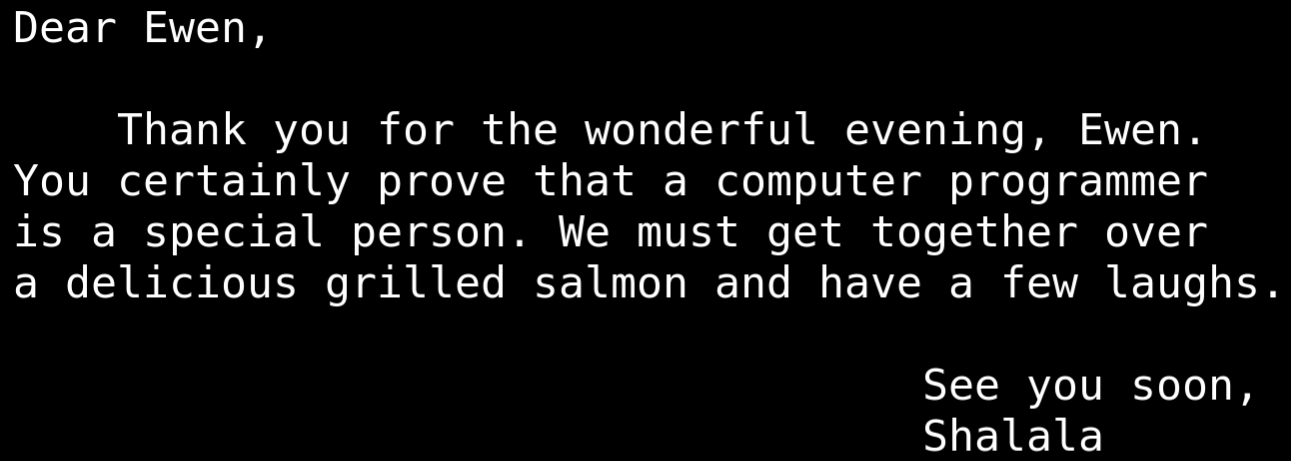 Dear Ewen,
Thank you for the wonderful evening, Ewen.
You certainly prove that a computer programmer
is a special person. We must get together over
a delicious grilled salmon and have a few laughs.
See you soon,
Shalala